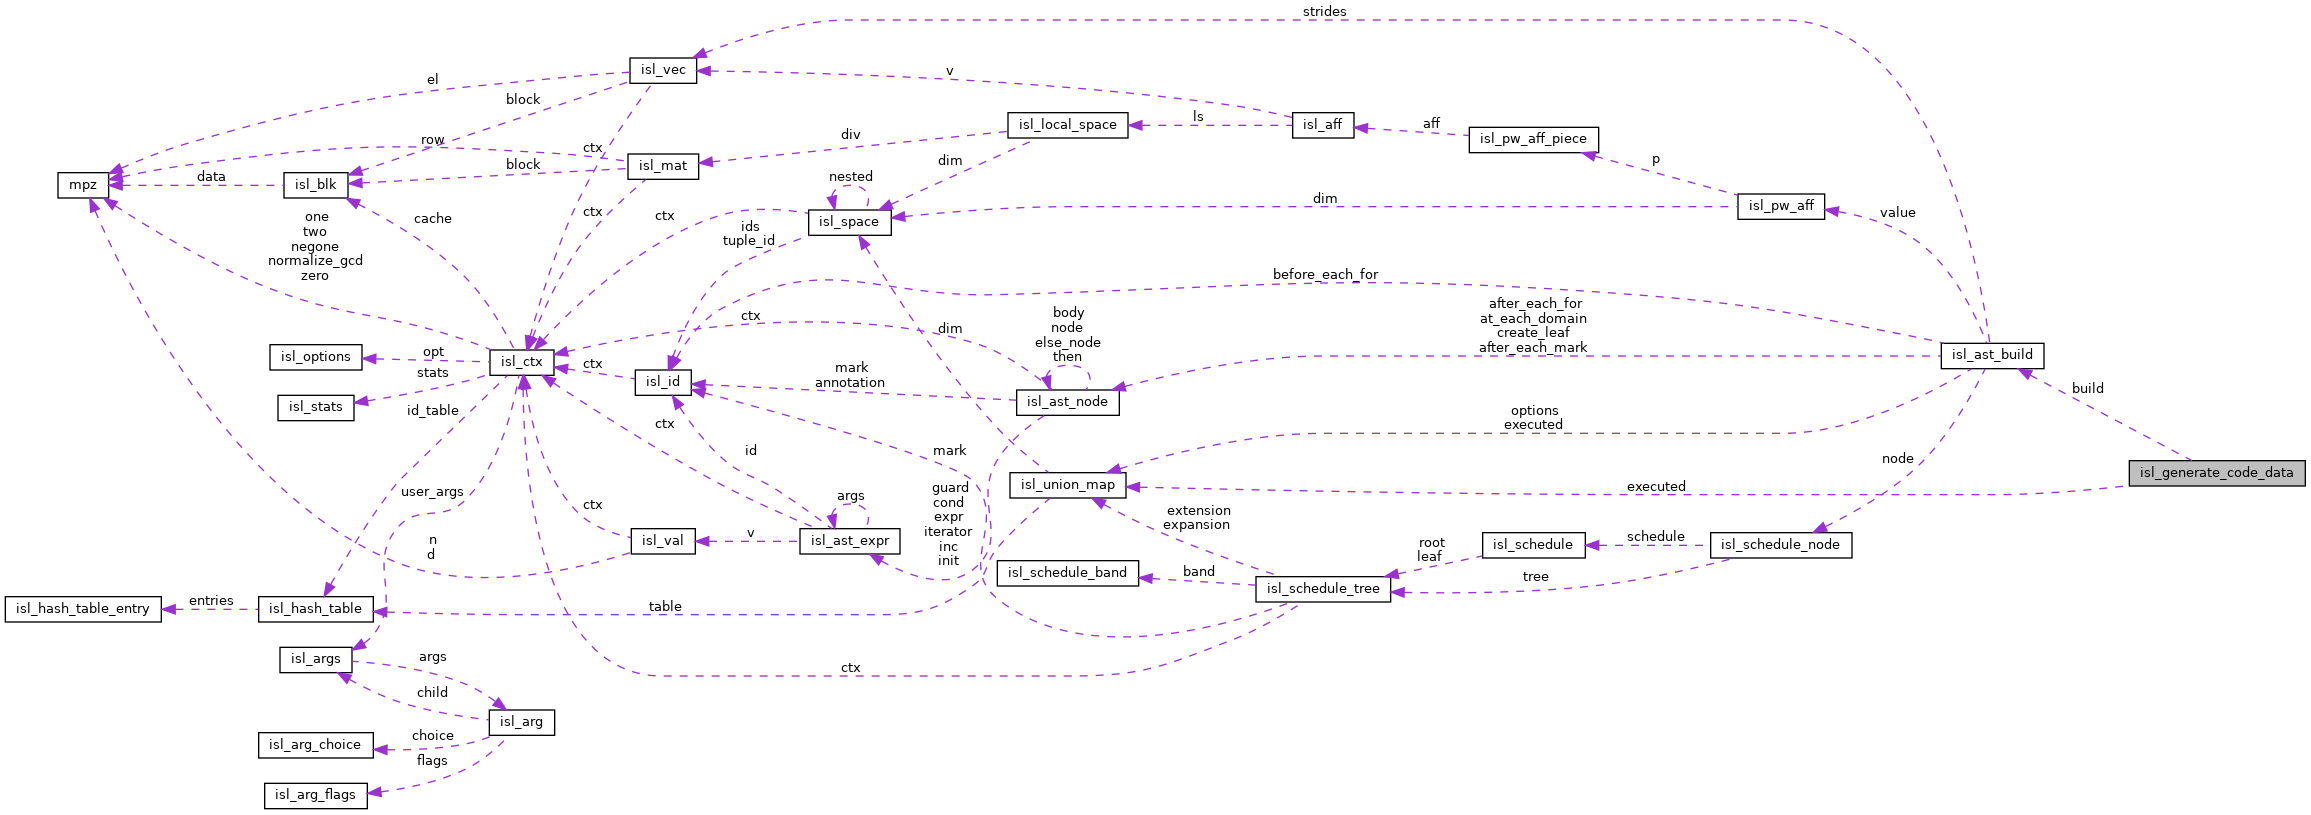 strides
isl_vec
v
el
block
isl_local_space
ls
isl_aff
aff
isl_pw_aff_piece
div
row
ctx
p
block
isl_mat
dim
mpz
data
isl_blk
nested
dim
isl_pw_aff
value
cache
ctx
ctx
isl_space
one
two
negone
normalize_gcd
zero
ids
tuple_id
before_each_for
after_each_for
at_each_domain
create_leaf
after_each_mark
ctx
dim
body
node
else_node
then
isl_options
opt
isl_ctx
ctx
isl_ast_build
stats
isl_id
mark
annotation
build
isl_stats
isl_ast_node
id_table
ctx
options
executed
id
mark
node
isl_generate_code_data
isl_union_map
executed
user_args
guard
cond
expr
iterator
inc
init
args
ctx
extension
expansion
n
d
isl_val
v
isl_ast_expr
root
leaf
isl_schedule
schedule
isl_schedule_node
isl_schedule_band
band
tree
isl_schedule_tree
isl_hash_table_entry
entries
isl_hash_table
table
isl_args
args
ctx
child
isl_arg
choice
isl_arg_choice
flags
isl_arg_flags